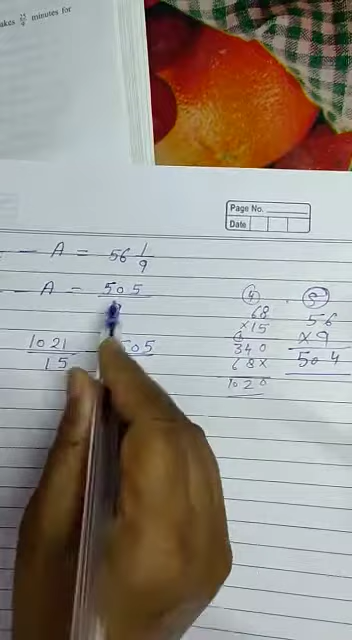 minutes for
Page No.
Date
— A = 56 1/9
— A = 505
1021/15 505
4
68
×15
340
68×
1020
5
56
×9
504